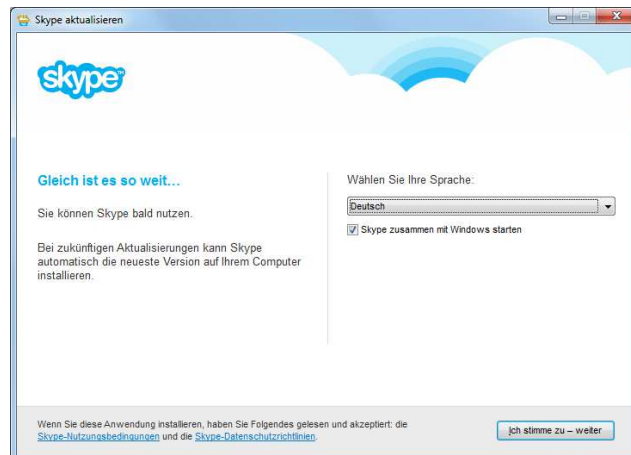 Skype aktualisieren
skype™
Gleich ist es so weit...
Sie können Skype bald nutzen.
Bei zukünftigen Aktualisierungen kann Skype
automatisch die neueste Version auf Ihrem Computer
installieren.
Wählen Sie Ihre Sprache:
Deutsch
Skype zusammen mit Windows starten
Wenn Sie diese Anwendung installieren, haben Sie Folgendes gelesen und akzeptiert: die
Skype-Nutzungsbedingungen und die Skype-Datenschutzrichtlinien.
Ich stimme zu – weiter